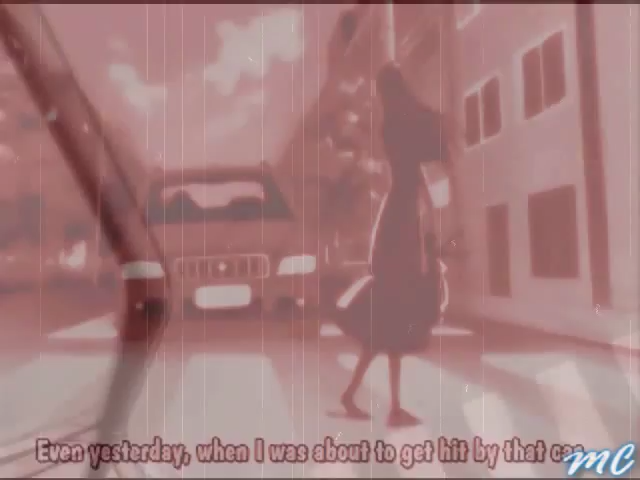 Even yesterday, when I was about to get hit by that car
MC